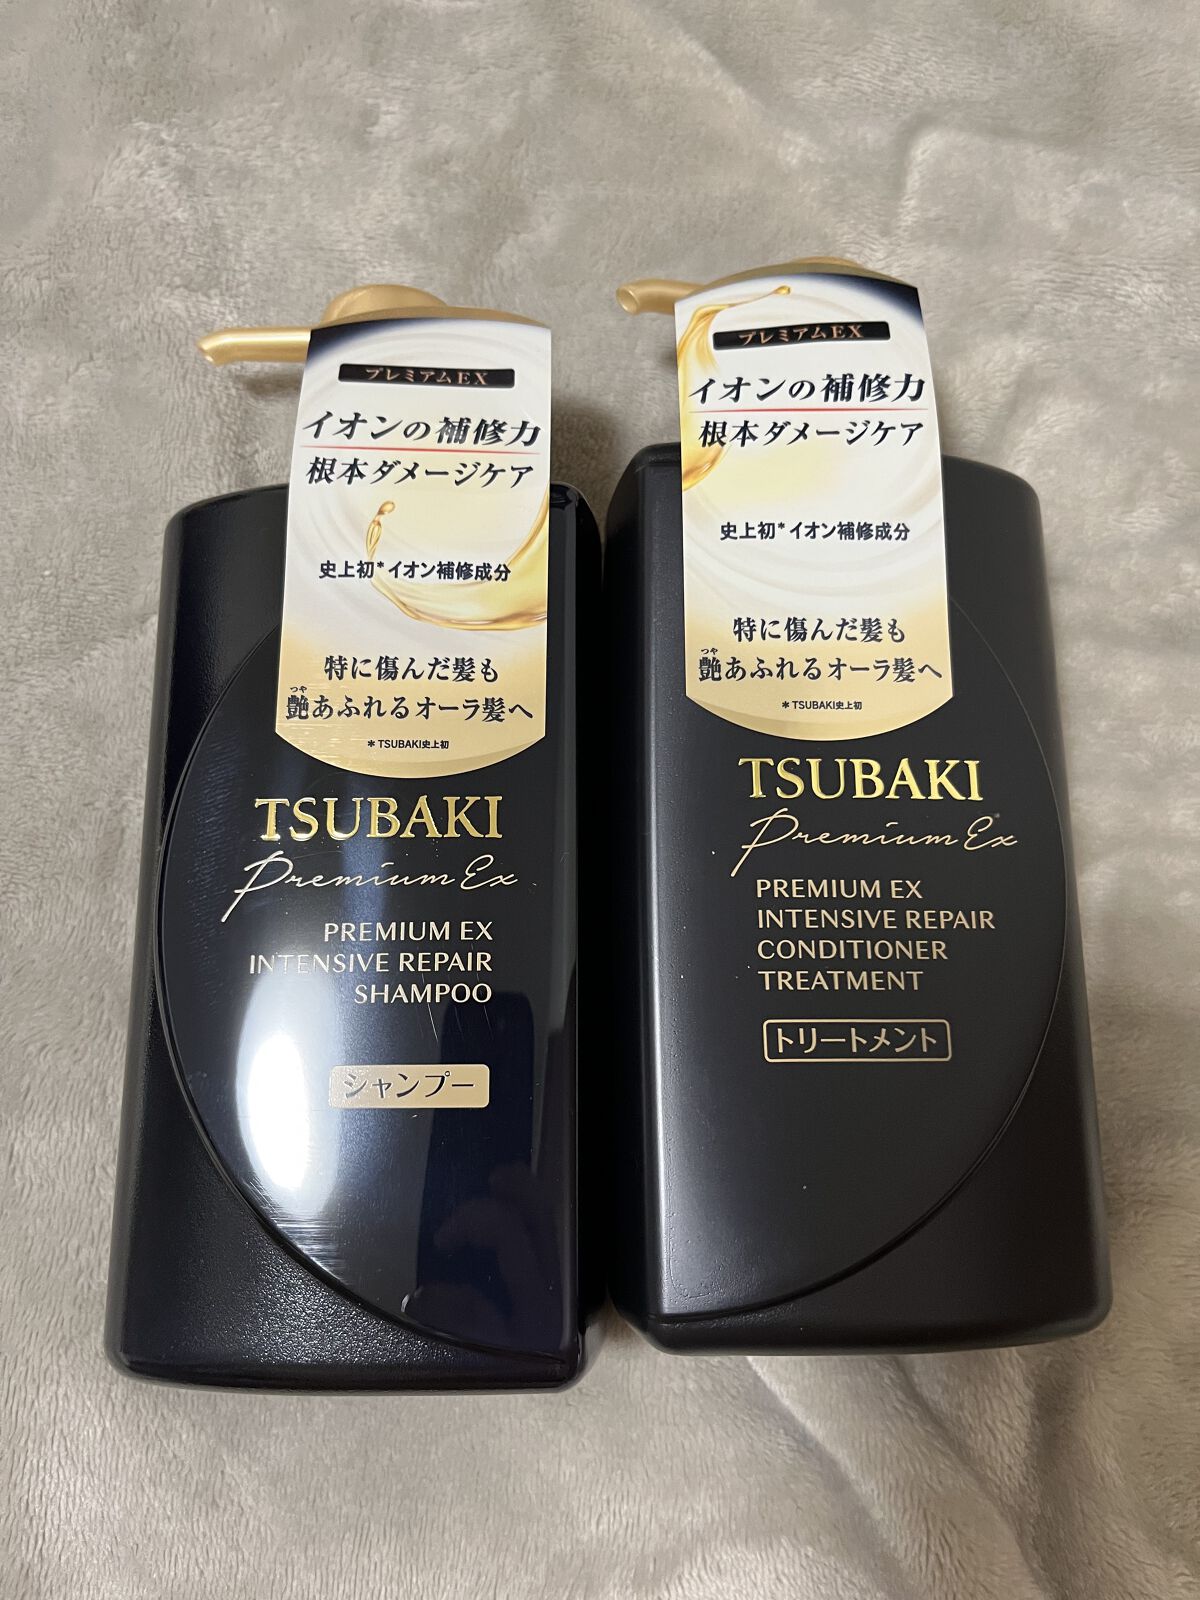 プレミアムEX
イオンの補修力
根本ダメージケア
史上初*イオン補修成分
特に傷んだ髪も
つや
艶あふれるオーラ髪へ
*TSUBAKI史上初
TSUBAKI
Premium Ex
PREMIUM EX
INTENSIVE REPAIR
SHAMPOO
シャンプー
プレミアムEX
イオンの補修力
根本ダメージケア
史上初*イオン補修成分
特に傷んだ髪も
つや
艶あふれるオーラ髪へ
*TSUBAKI史上初
TSUBAKI
Premium Ex
PREMIUM EX
INTENSIVE REPAIR
CONDITIONER
TREATMENT
トリートメント